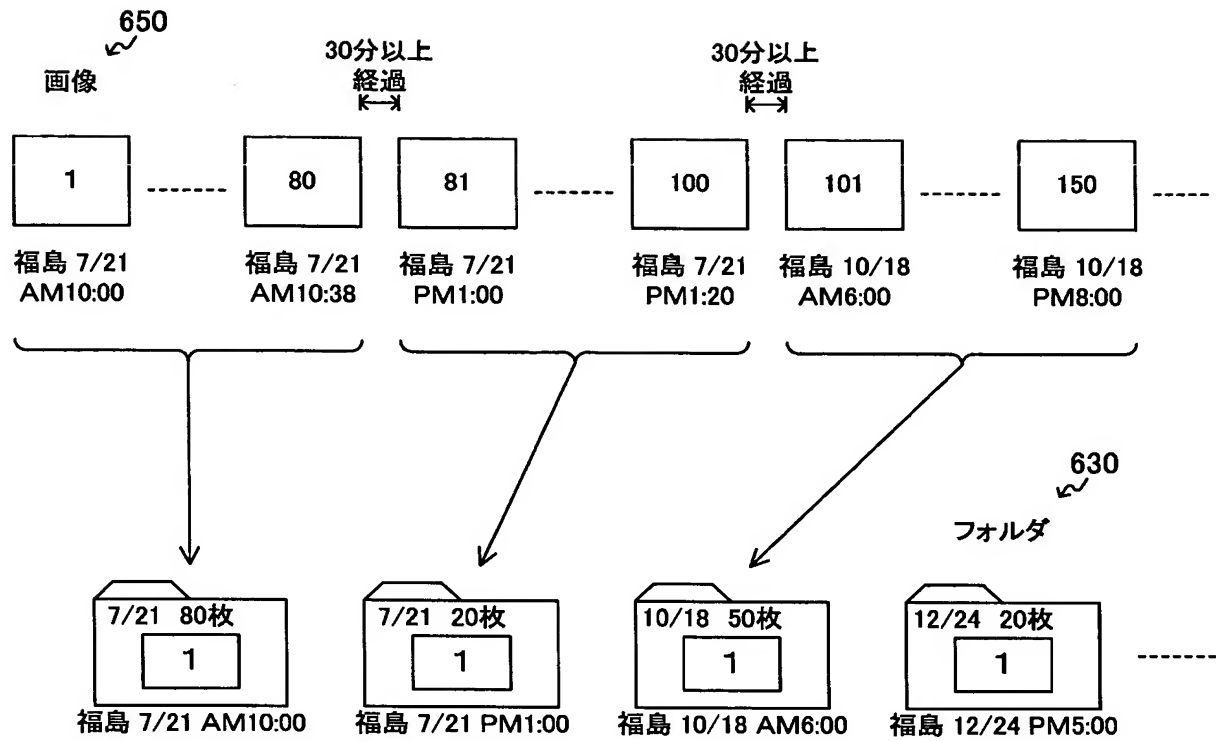 650
画像
30分以上
経過
30分以上
経過
1
80
81
100
101
150
福島 7/21
AM10:00
福島 7/21
AM10:38
福島 7/21
PM1:00
福島 7/21
PM1:20
福島 10/18
AM6:00
福島 10/18
PM8:00
630
フォルダ
7/21 80枚
1
福島 7/21 AM10:00
7/21 20枚
1
福島 7/21 PM1:00
10/18 50枚
1
福島 10/18 AM6:00
12/24 20枚
1
福島 12/24 PM5:00